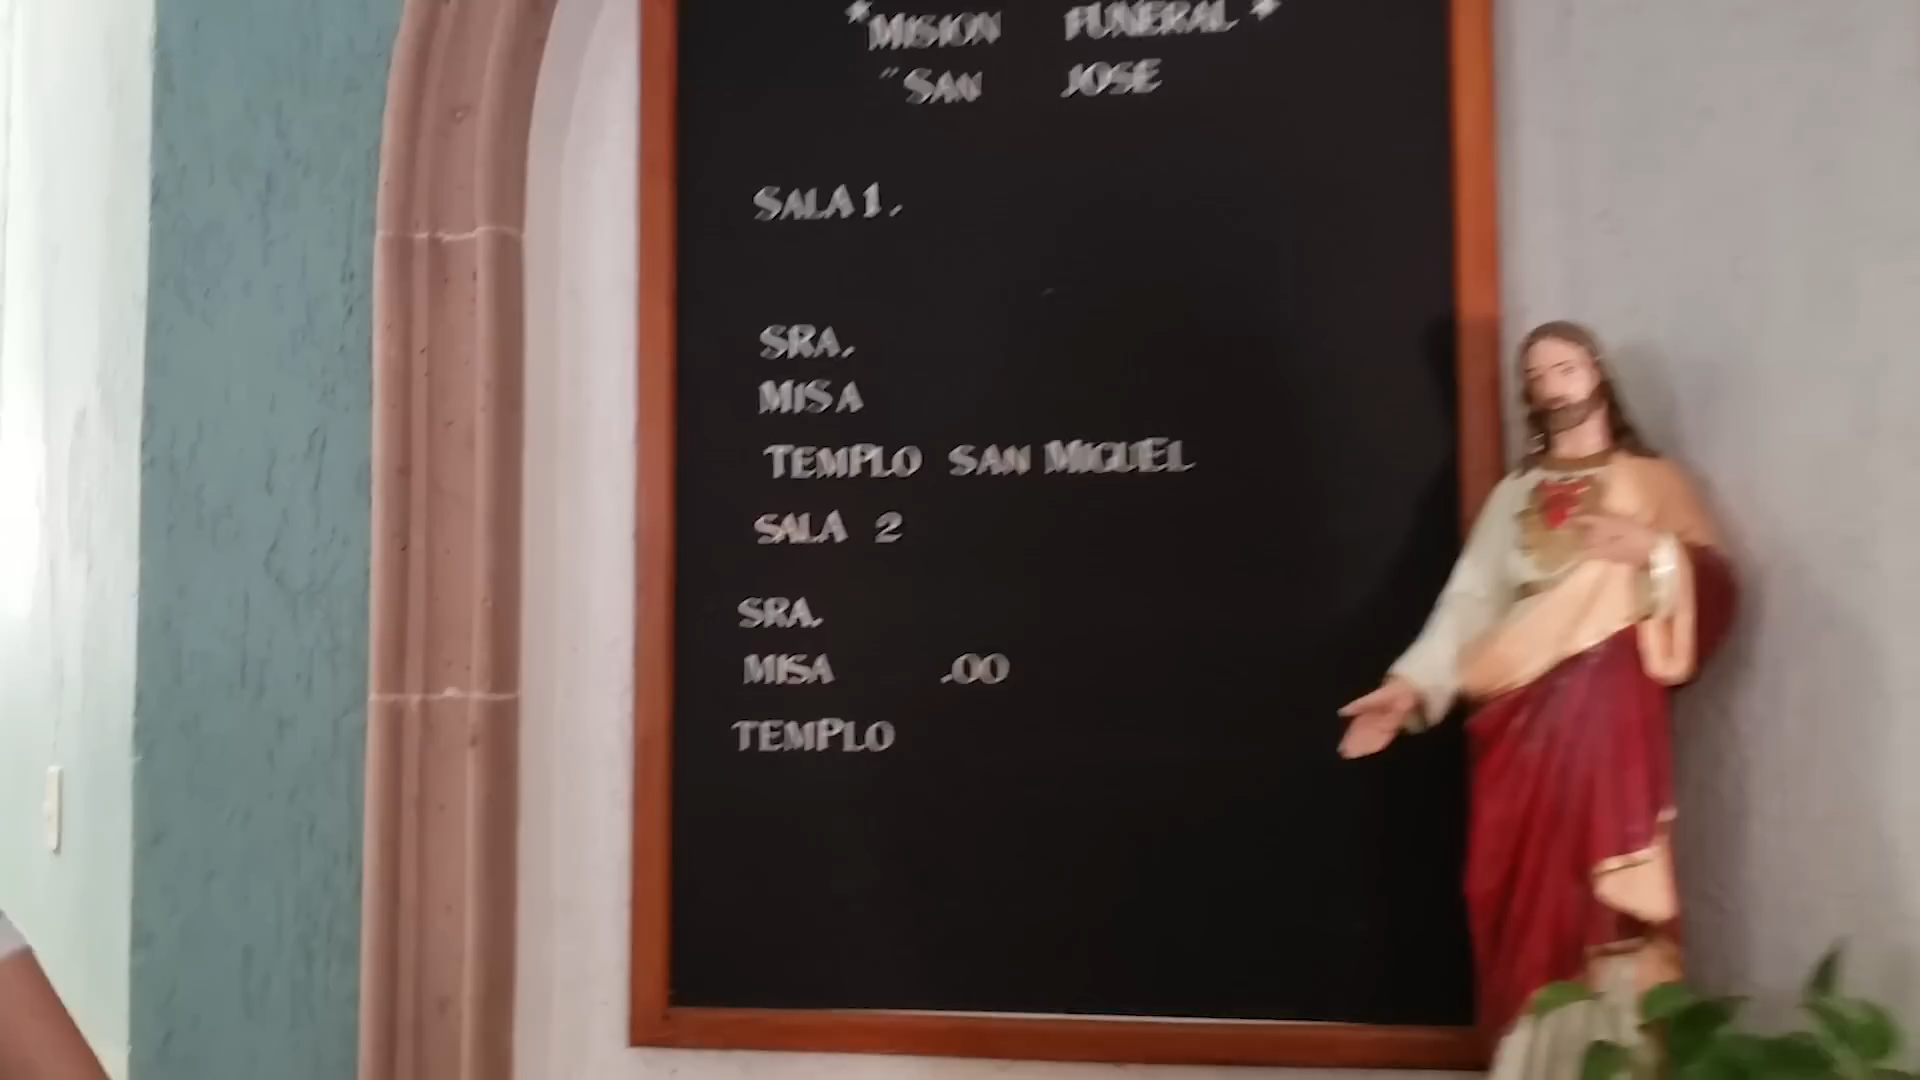 *MISION FUNERAL*
"SAN JOSE
SALA 1.
SRA.
MISA
TEMPLO SAN MIGUEL
SALA 2
SRA.
MISA .00
TEMPLO